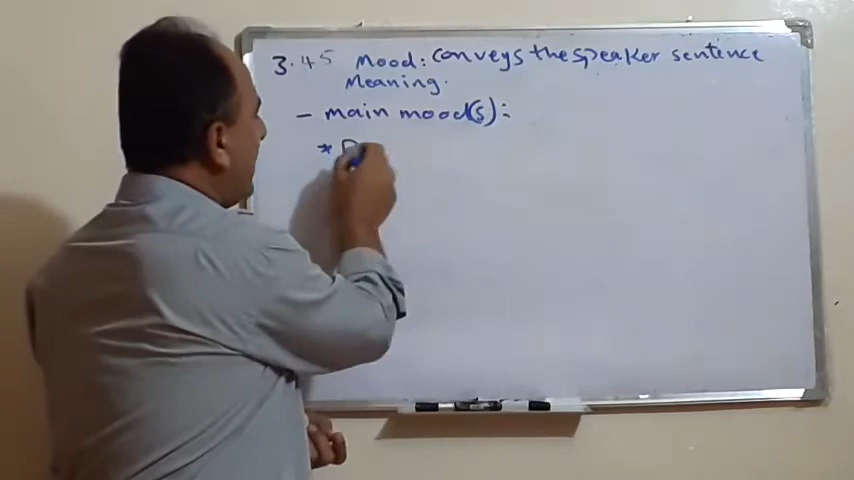 3.45 Mood: Conveys the speaker sentence
Meaning.
- main mood(s):
*